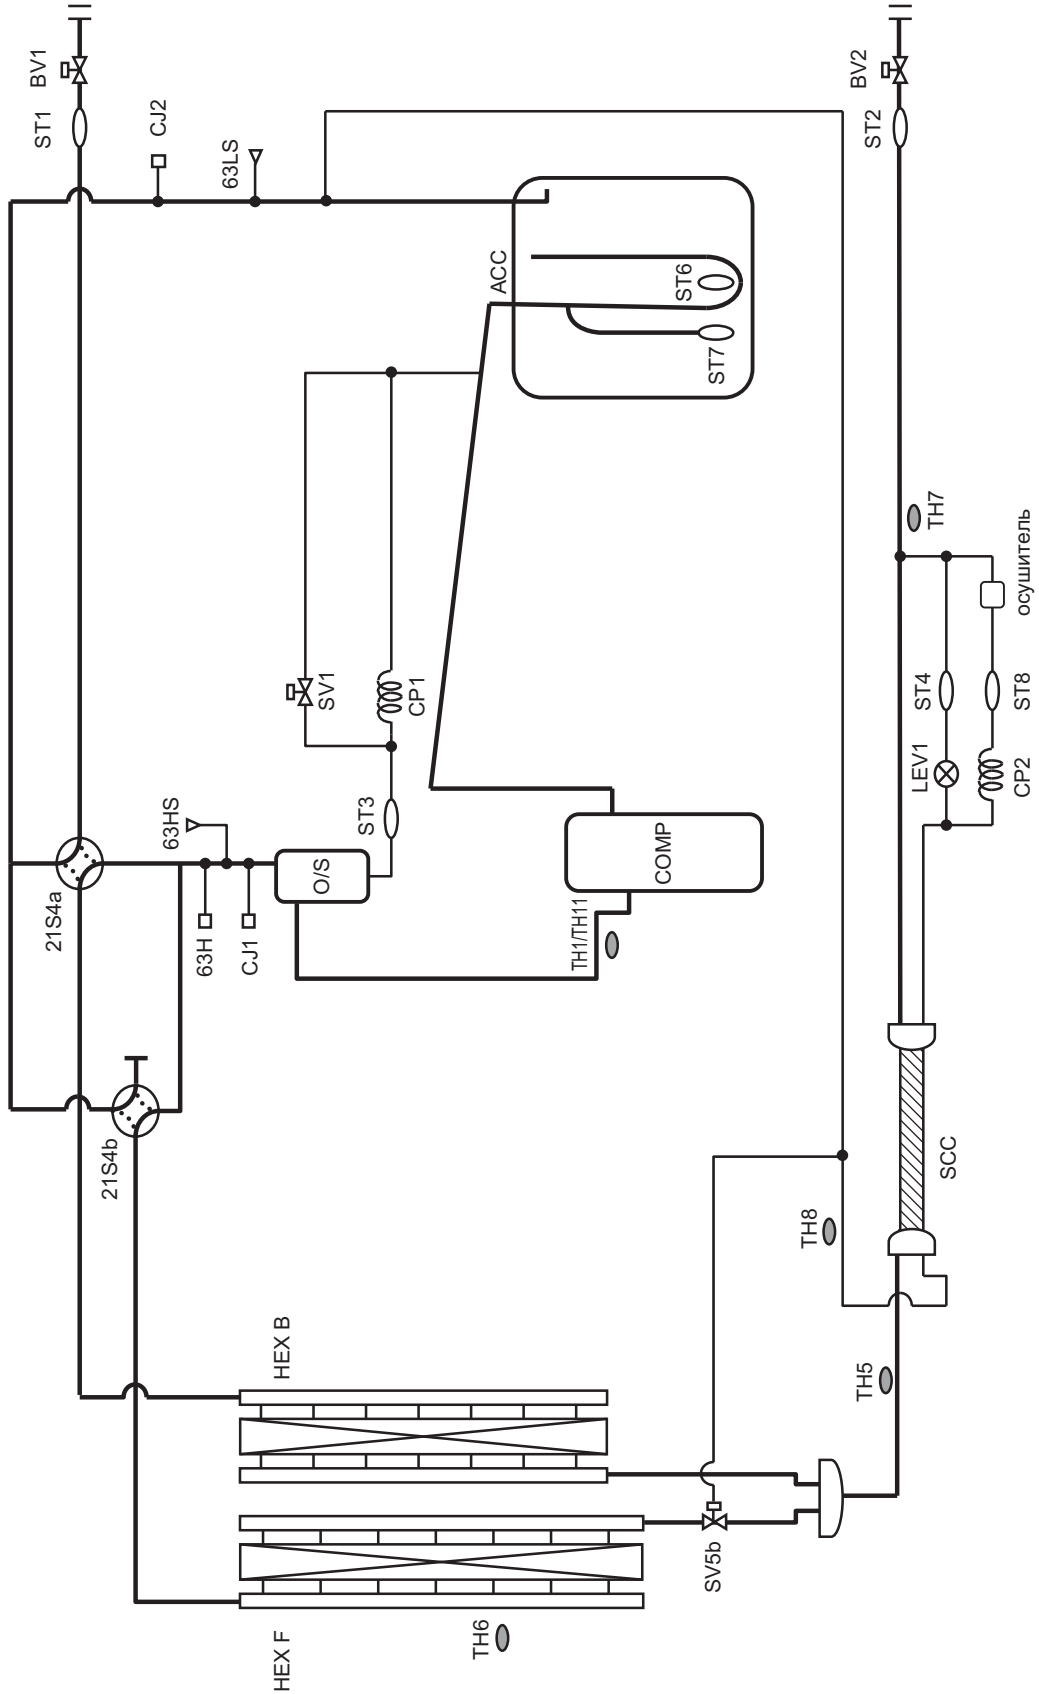 BV1
ST1
CJ2
63LS
BV2
ST2
ACC
ST6
ST7
TH7
осушитель
SV1
CP1
ST4
ST8
LEV1
CP2
63HS
ST3
21S4a
O/S
COMP
63H
CJ1
TH1/TH11
21S4b
SCC
TH8
HEX B
TH5
SV5b
HEX F
TH6